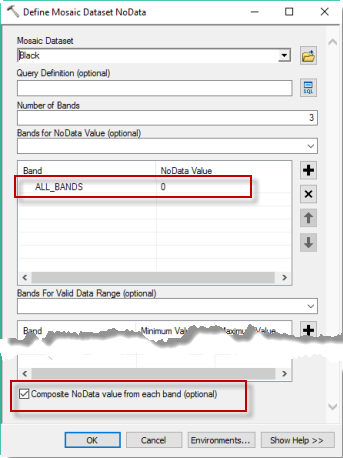 Define Mosaic Dataset NoData
Mosaic Dataset
Black
Query Definition (optional)
SQL
Number of Bands
3
Bands for NoData Value (optional)
Band NoData Value
ALL_BANDS 0
Bands For Valid Data Range (optional)
Band Minimum Value Maximum Value
Composite NoData value from each band (optional)
OK Cancel Environments... Show Help >>